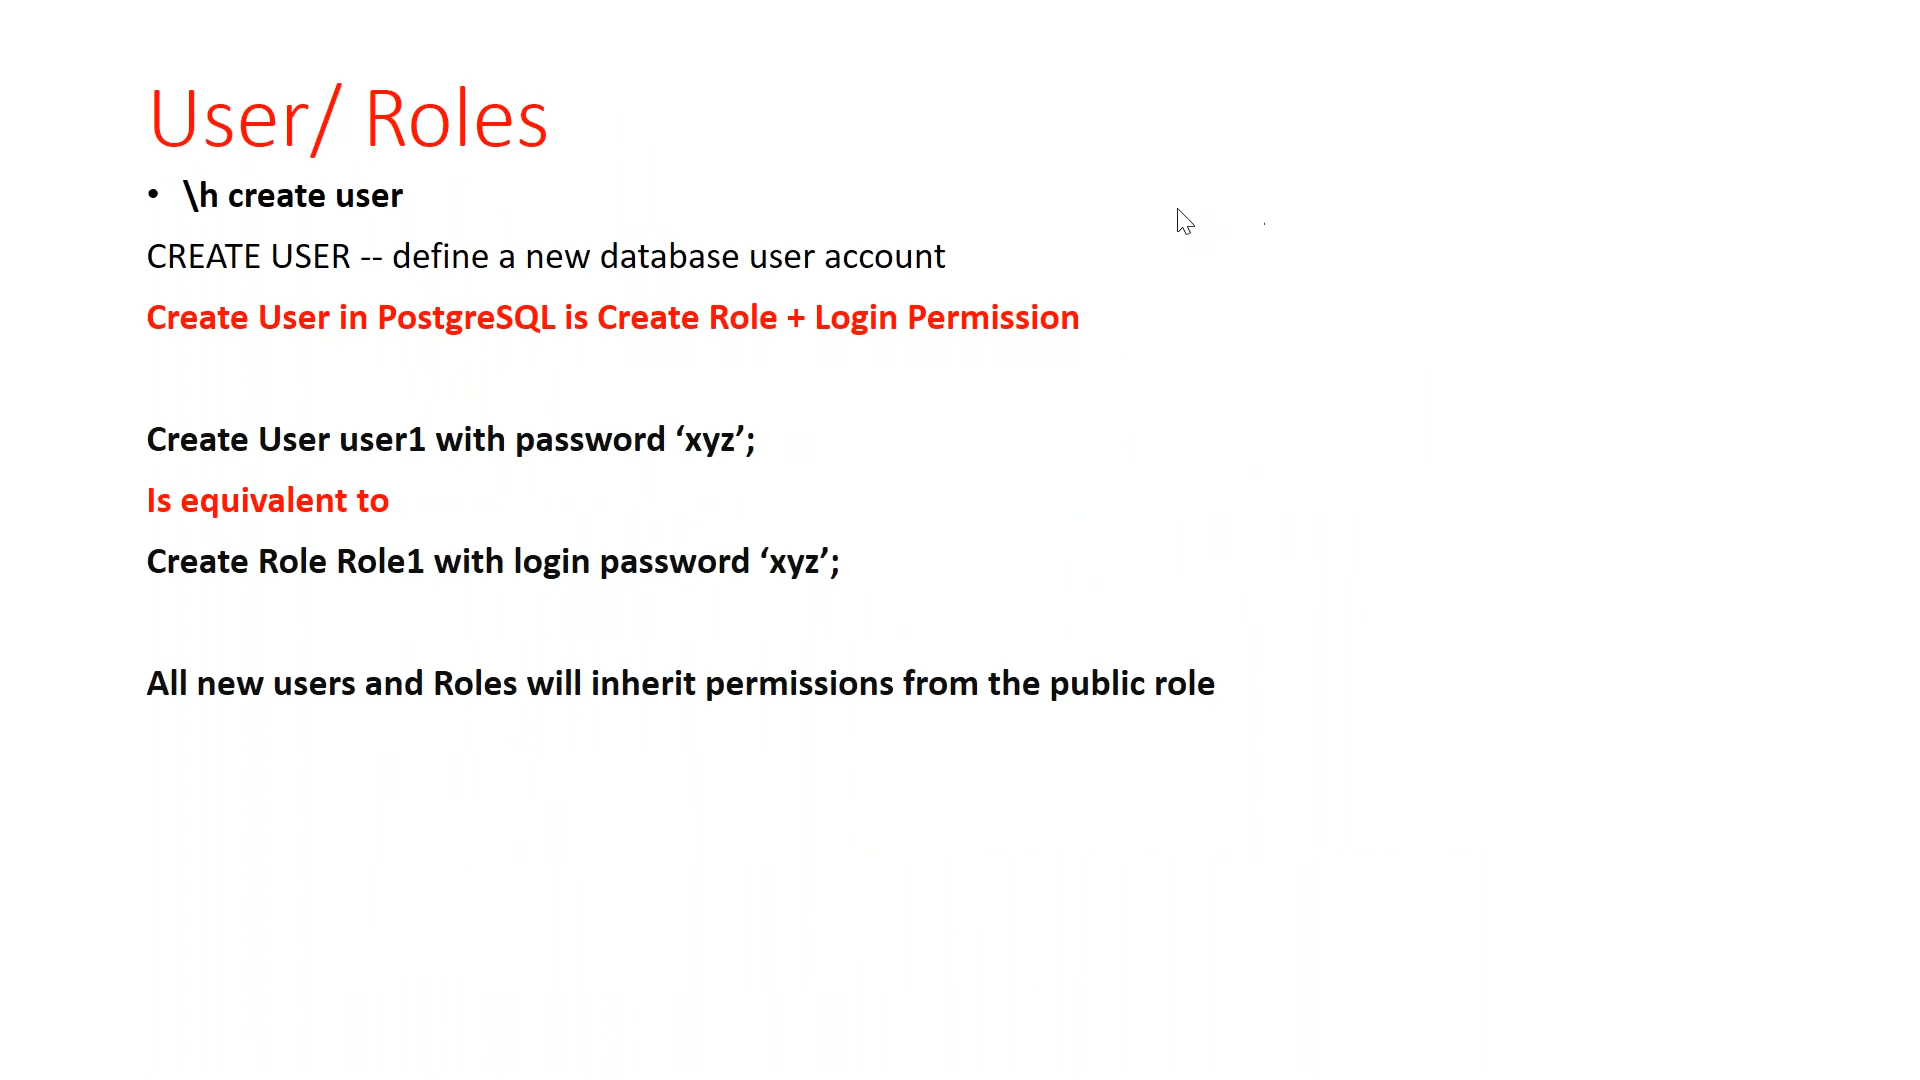 User/ Roles
• \h create user
CREATE USER -- define a new database user account
Create User in PostgreSQL is Create Role + Login Permission
Create User user1 with password ‘xyz’;
Is equivalent to
Create Role Role1 with login password ‘xyz’;
All new users and Roles will inherit permissions from the public role